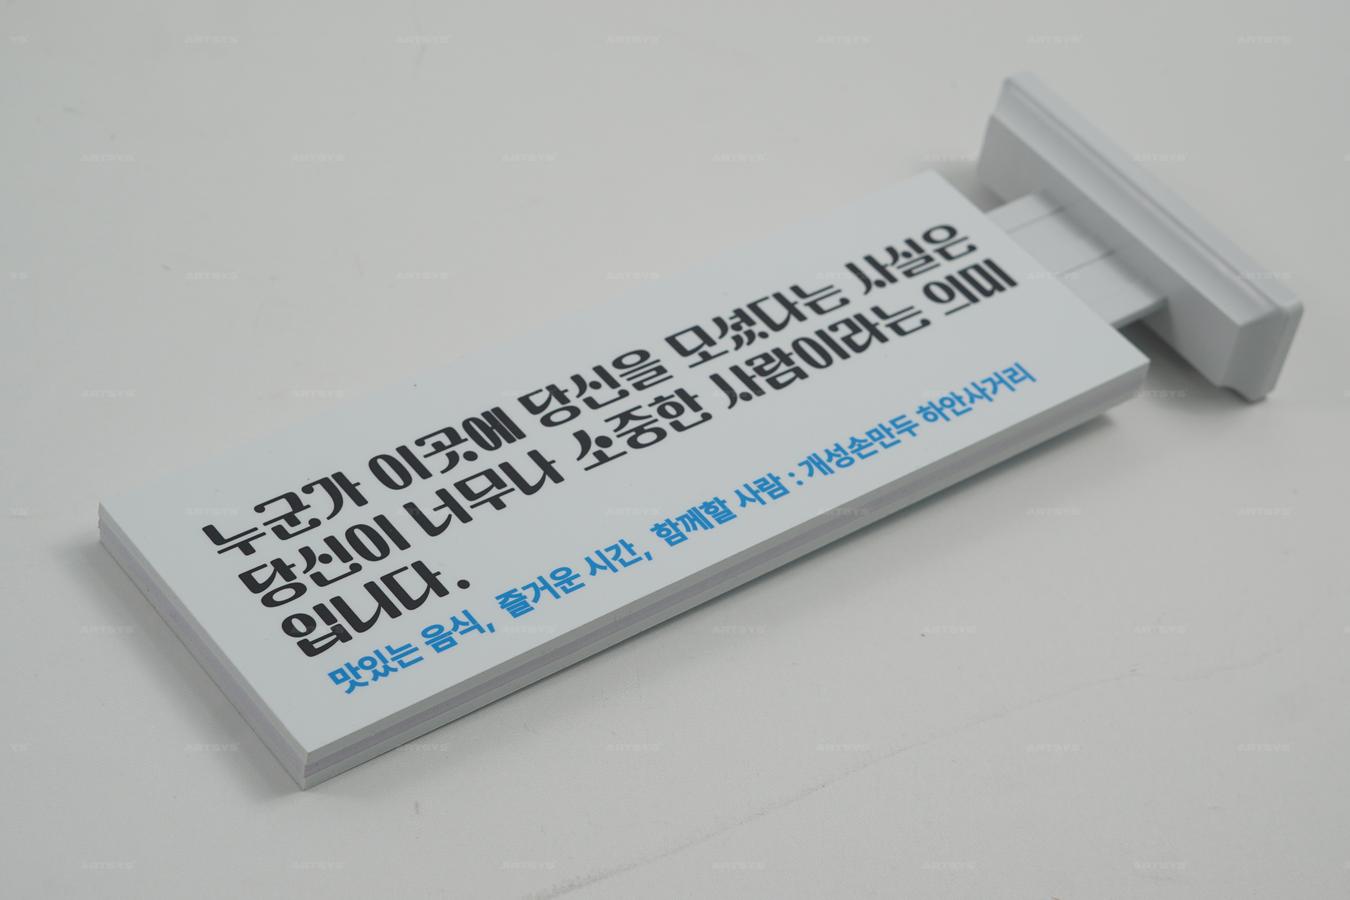 누군가 이곳에 당신을 모셨다는 사실은
당신이 너무나 소중한 사람이라는 의미
입니다.
맛있는 음식, 즐거운 시간, 함께할 사람 : 개성손만두 하안사거리
ARTSYS